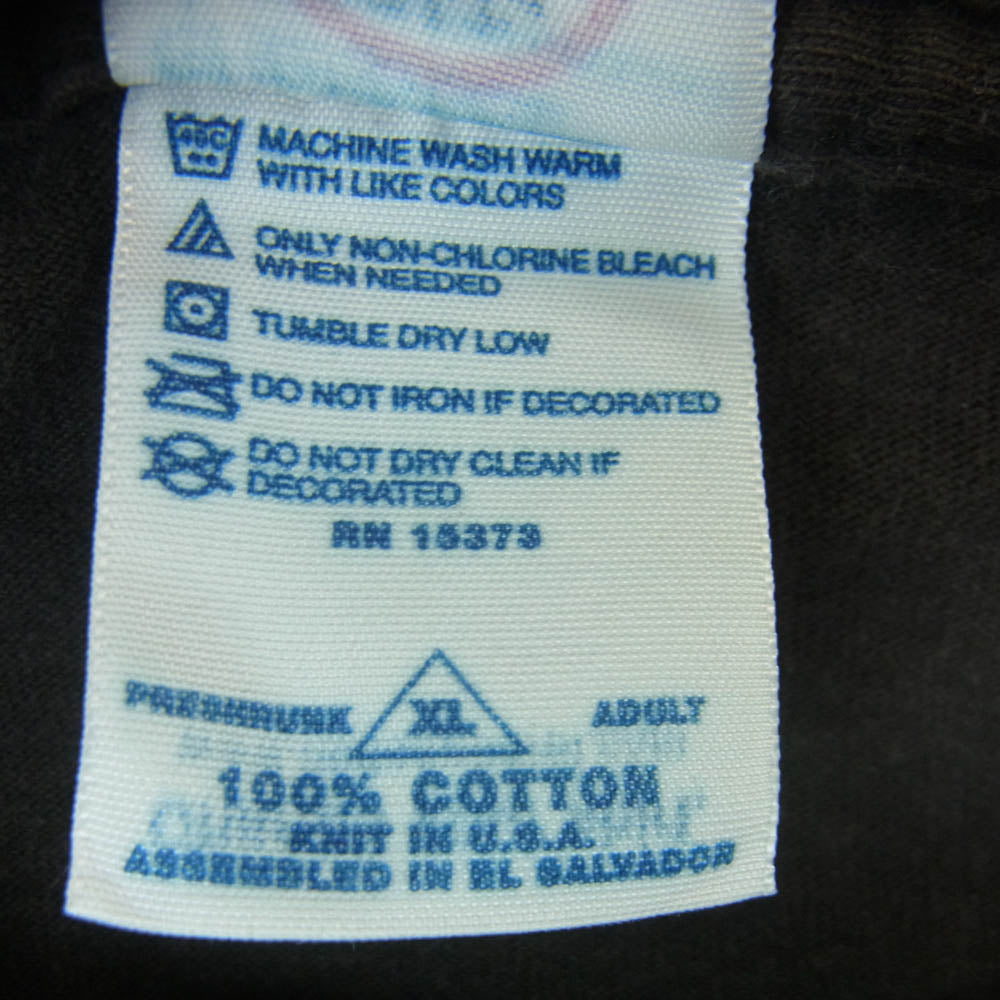 40C
MACHINE WASH WARM
WITH LIKE COLORS
ONLY NON-CHLORINE BLEACH
WHEN NEEDED
TUMBLE DRY LOW
DO NOT IRON IF DECORATED
DO NOT DRY CLEAN IF
DECORATED
RN 15373
PRESHRUNK XL ADULT
100% COTTON
KNIT IN U.S.A.
ASSEMBLED IN EL SALVADOR